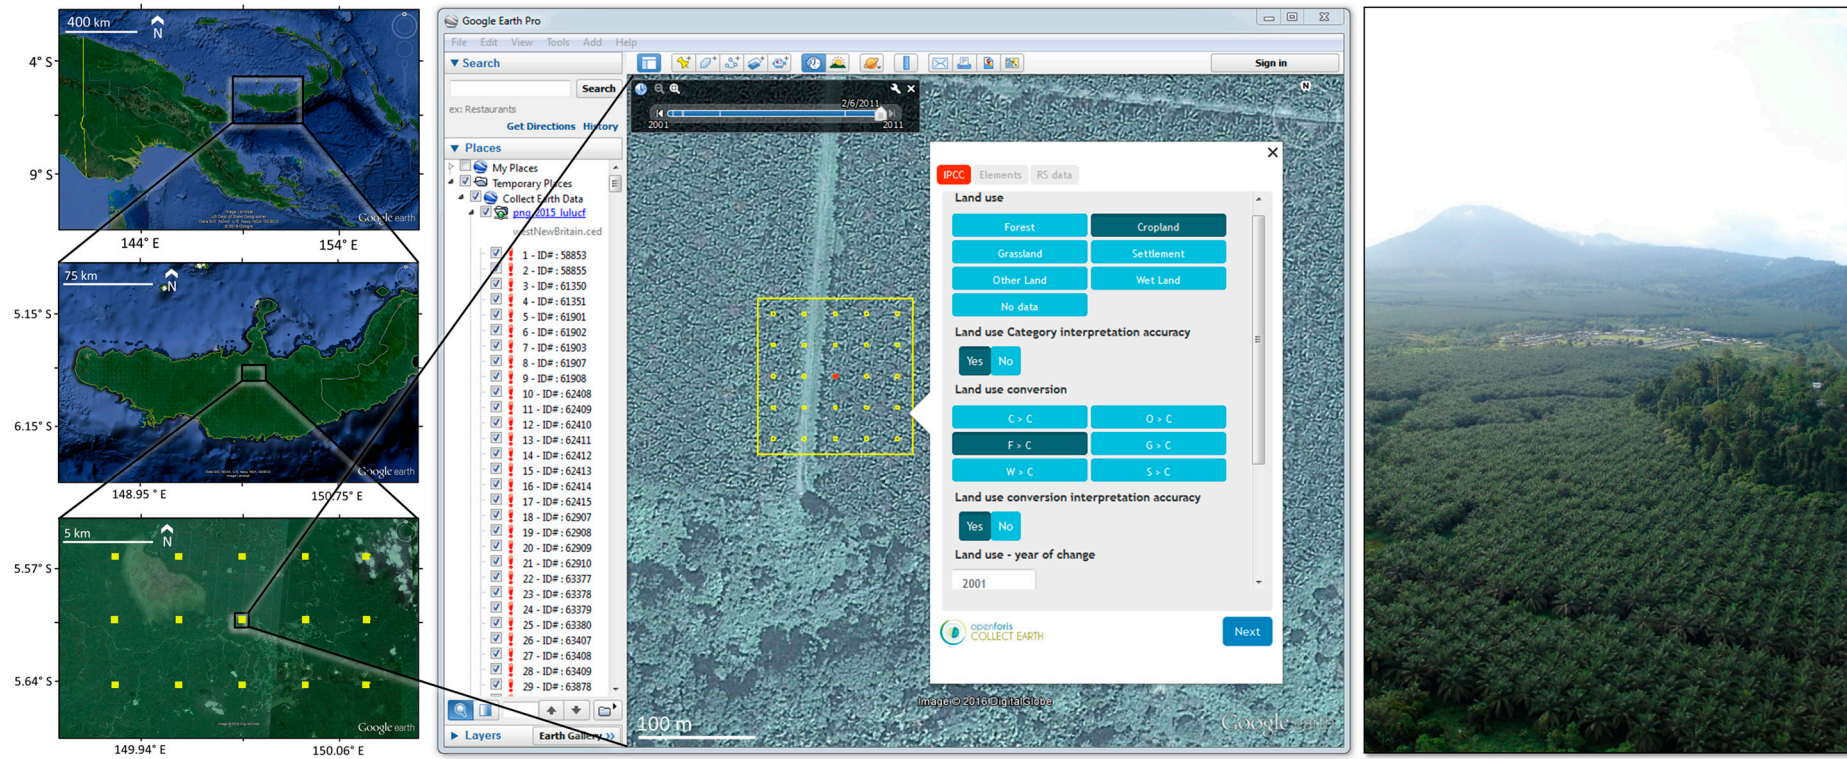 400 km
N
4° S
9° S
Google earth
144° E
154° E
75 km
N
5.15° S
6.15° S
Google earth
148.95 ° E
150.75° E
5 km
N
5.57° S
5.64° S
Google earth
149.94° E
150.06° E
Google Earth Pro
File Edit View Tools Add Help
Search
Search
ex: Restaurants
Get Directions History
Places
My Places
Temporary Places
Collect Earth Data
png_2015_lulucf
westNewBritain.ced
1 - ID# : 58853
2 - ID# : 58855
3 - ID# : 61350
4 - ID# : 61351
5 - ID# : 61901
6 - ID# : 61902
7 - ID# : 61903
8 - ID# : 61907
9 - ID# : 61908
10 - ID# : 62408
11 - ID# : 62409
12 - ID# : 62410
13 - ID# : 62411
14 - ID# : 62412
15 - ID# : 62413
16 - ID# : 62414
17 - ID# : 62415
18 - ID# : 62907
19 - ID# : 62908
20 - ID# : 62909
21 - ID# : 62910
22 - ID# : 63377
23 - ID# : 63378
24 - ID# : 63379
25 - ID# : 63380
26 - ID# : 63407
27 - ID# : 63408
28 - ID# : 63409
29 - ID# : 63878
Layers
Earth Gallery >>
Sign in
2/6/2011
2001
2011
N
IPCC Elements RS data
Land use
Forest Cropland
Grassland Settlement
Other Land Wet Land
No data
Land use Category interpretation accuracy
Yes No
Land use conversion
C > C O > C
F > C G > C
W > C S > C
Land use conversion interpretation accuracy
Yes No
Land use - year of change
2001
openforis
COLLECT EARTH
Next
Image © 2016 DigitalGlobe
100 m
Google earth